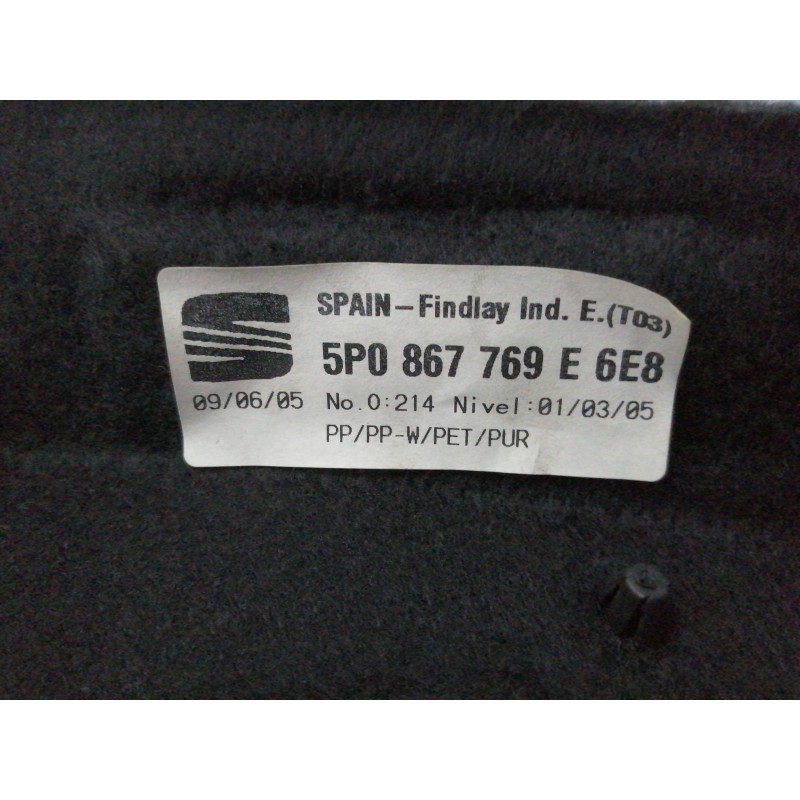 SPAIN-Findlay Ind. E.(T03)
5P0 867 769 E 6E8
09/06/05 No.0:214 Nivel:01/03/05
PP/PP-W/PET/PUR